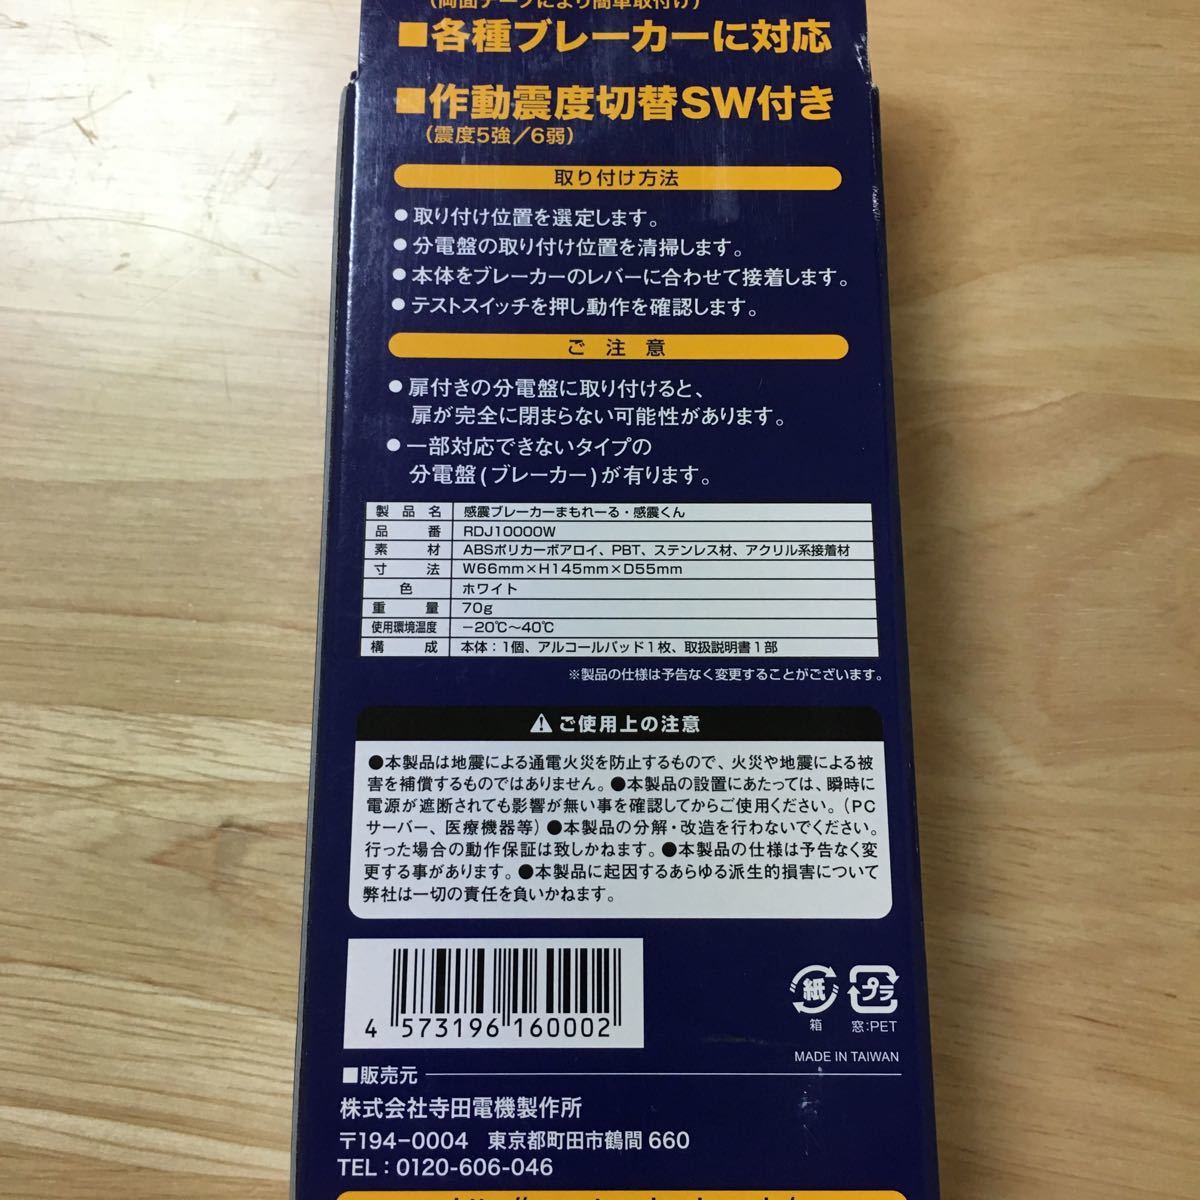 (両面テープにより簡単取付け)
■各種ブレーカーに対応
■作動震度切替SW付き
(震度5強/6弱)
取り付け方法
●取り付け位置を選定します。
●分電盤の取り付け位置を清掃します。
●本体をブレーカーのレバーに合わせて接着します。
●テストスイッチを押し動作を確認します。
ご注意
●扉付きの分電盤に取り付けると、
扉が完全に閉まらない可能性があります。
●一部対応できないタイプの
分電盤(ブレーカー)が有ります。
製品名 感震ブレーカーまもれーる・感震くん
品番 RDJ10000W
素材 ABSポリカーボアロイ、PBT、ステンレス材、アクリル系接着材
寸法 W66mm×H145mm×D55mm
色 ホワイト
重量 70g
使用環境温度 −20℃〜40℃
構成 本体:1個、アルコールパッド1枚、取扱説明書1部
※製品の仕様は予告なく変更することがございます。
ご使用上の注意
●本製品は地震による通電火災を防止するもので、火災や地震による被
害を補償するものではありません。●本製品の設置にあたっては、瞬時に
電源が遮断されても影響が無い事を確認してからご使用ください。(PC
サーバー、医療機器等)●本製品の分解・改造を行わないでください。
行った場合の動作保証は致しかねます。●本製品の仕様は予告なく変
更する事があります。●本製品に起因するあらゆる派生的損害について
弊社は一切の責任を負いかねます。
4 573196 160002
紙
箱
プラ
窓:PET
MADE IN TAIWAN
■販売元
株式会社寺田電機製作所
〒194-0004 東京都町田市鶴間660
TEL:0120-606-046